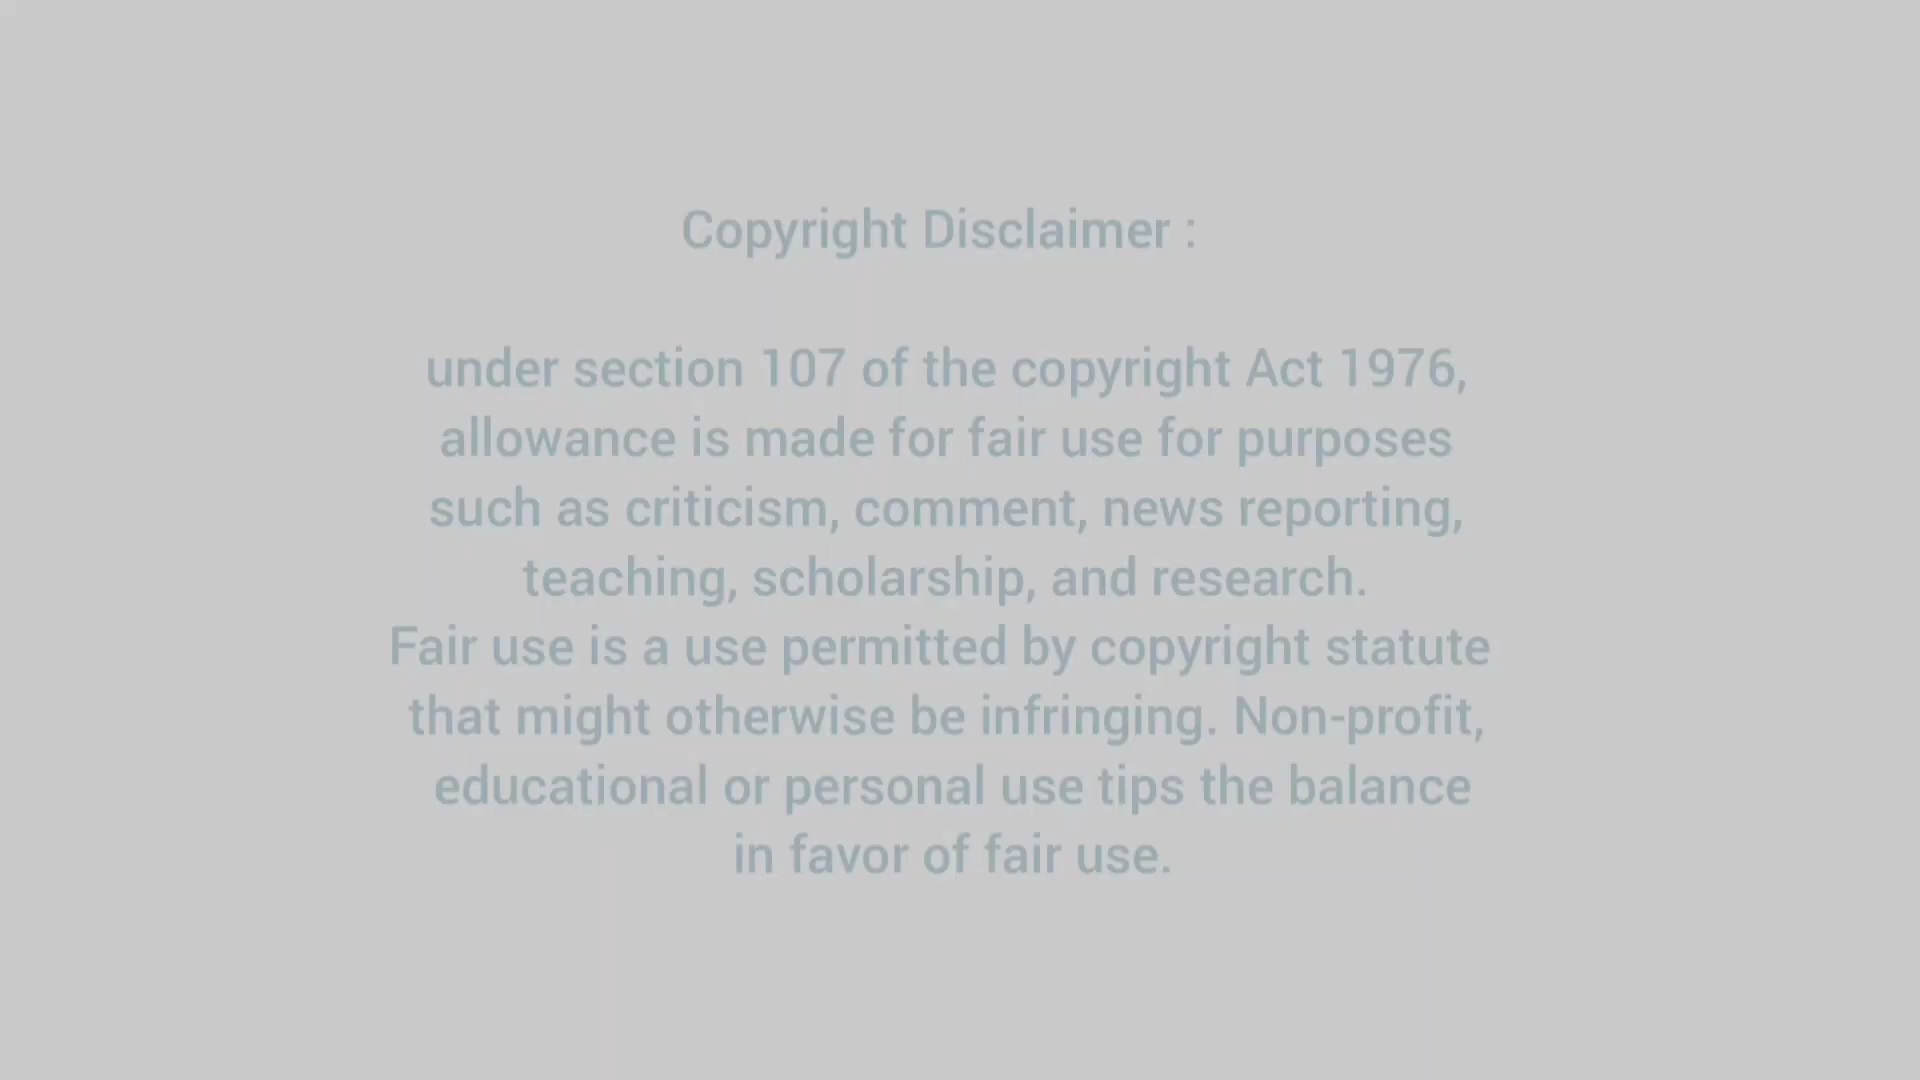 Copyright Disclaimer :
under section 107 of the copyright Act 1976,
allowance is made for fair use for purposes
such as criticism, comment, news reporting,
teaching, scholarship, and research.
Fair use is a use permitted by copyright statute
that might otherwise be infringing. Non-profit,
educational or personal use tips the balance
in favor of fair use.